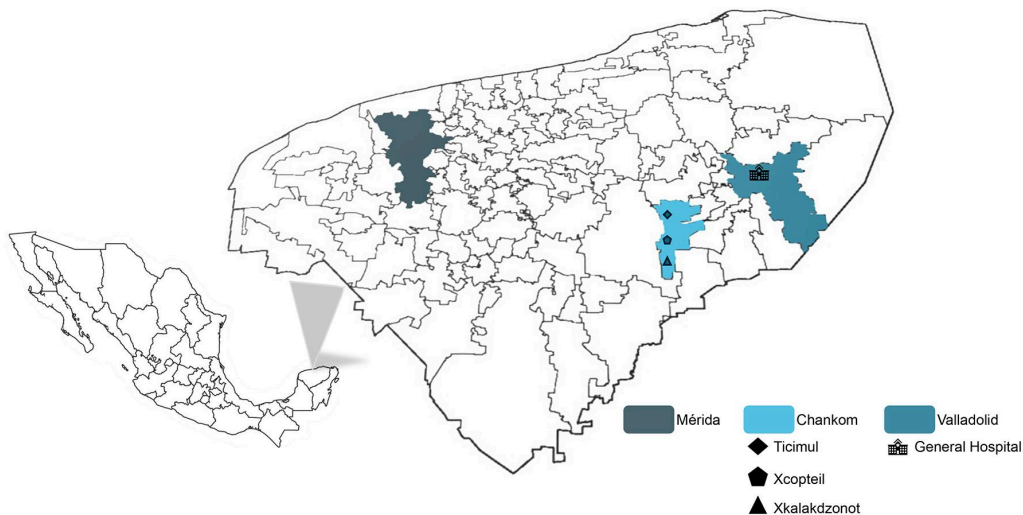 Mérida
Chankom
Valladolid
Ticimul
General Hospital
Xcopteil
Xkalakdzonot